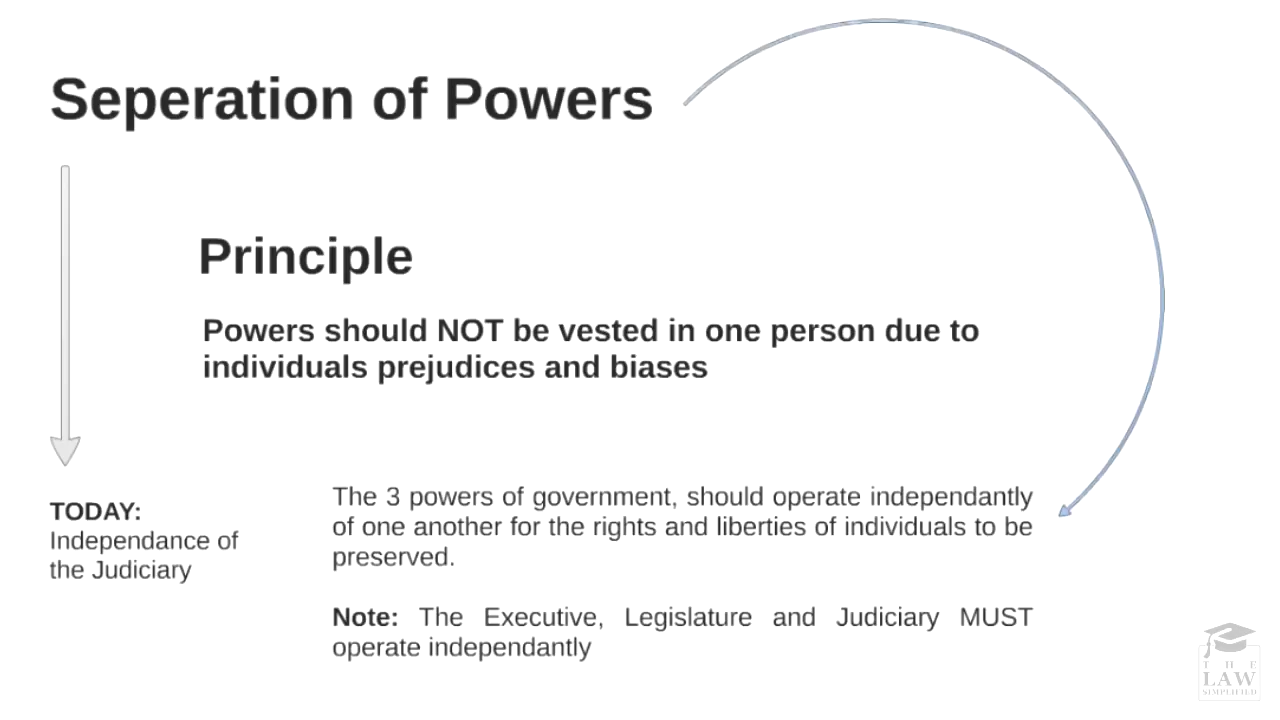 Seperation of Powers
Principle
Powers should NOT be vested in one person due to
individuals prejudices and biases
TODAY:
Independance of
the Judiciary
The 3 powers of government, should operate independantly
of one another for the rights and liberties of individuals to be
preserved.
Note: The Executive, Legislature and Judiciary MUST
operate independantly
THE
LAW
SIMPLIFIED